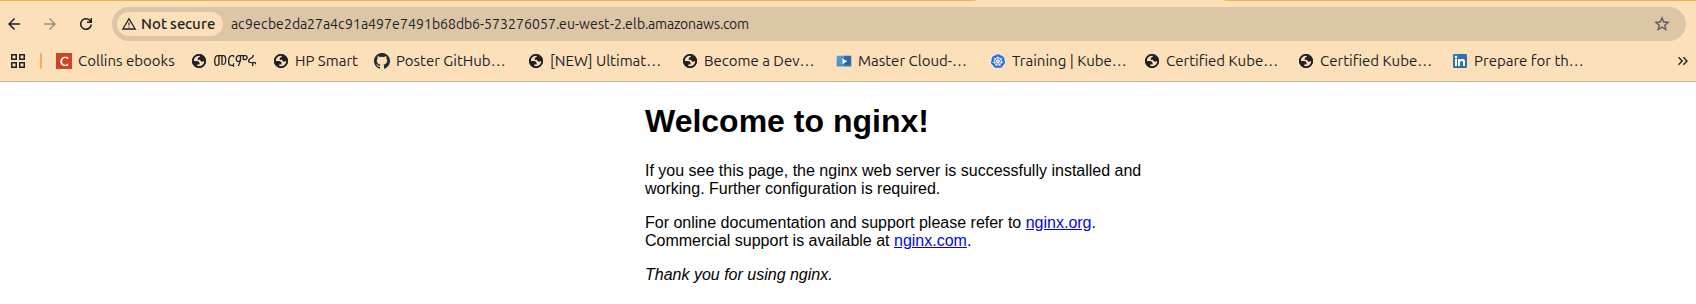 Not secure ac9ecbe2da27a4c91a497e7491b68db6-573276057.eu-west-2.elb.amazonaws.com
Collins ebooks መርምሩ HP Smart Poster GitHub... [NEW] Ultimat... Become a Dev... Master Cloud-... Training | Kube... Certified Kube... Certified Kube... Prepare for th... »
Welcome to nginx!
If you see this page, the nginx web server is successfully installed and
working. Further configuration is required.
For online documentation and support please refer to nginx.org.
Commercial support is available at nginx.com.
Thank you for using nginx.